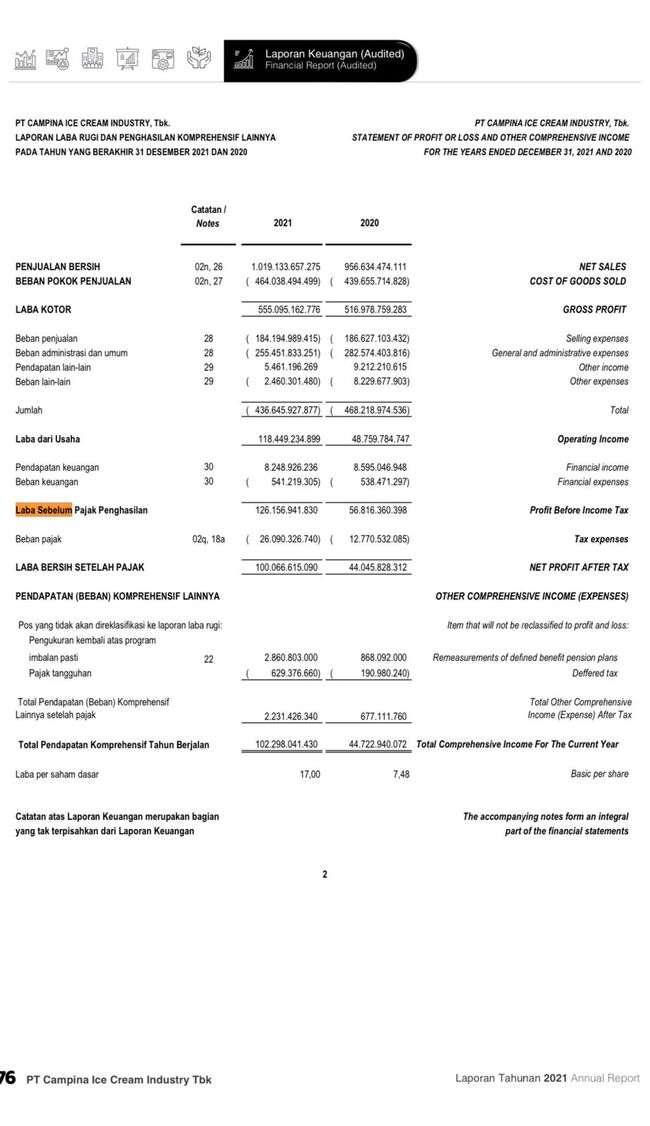 Laporan Keuangan (Audited)
Financial Report (Audited)
PT CAMPINA ICE CREAM INDUSTRY, Tbk. PT CAMPINA ICE CREAM INDUSTRY, Tbk.
LAPORAN LABA RUGI DAN PENGHASILAN KOMPREHENSIF LAINNYA STATEMENT OF PROFIT OR LOSS AND OTHER COMPREHENSIVE INCOME
PADA TAHUN YANG BERAKHIR 31 DESEMBER 2021 DAN 2020 FOR THE YEARS ENDED DECEMBER 31, 2021 AND 2020
Catatan /
Notes 2021 2020
PENJUALAN BERSIH 02n, 26 1.019.133.657.275 956.634.474.111 NET SALES
BEBAN POKOK PENJUALAN 02n, 27 ( 464.038.494.499) ( 439.655.714.828) COST OF GOODS SOLD
LABA KOTOR 555.095.162.776 516.978.759.283 GROSS PROFIT
Beban penjualan 28 ( 184.194.989.415) ( 186.627.103.432) Selling expenses
Beban administrasi dan umum 28 ( 255.451.833.251) ( 282.574.403.816) General and administrative expenses
Pendapatan lain-lain 29 5.461.196.269 9.212.210.615 Other income
Beban lain-lain 29 ( 2.460.301.480) ( 8.229.677.903) Other expenses
Jumlah ( 436.645.927.877) ( 468.218.974.536) Total
Laba dari Usaha 118.449.234.899 48.759.784.747 Operating Income
Pendapatan keuangan 30 8.248.926.236 8.595.046.948 Financial income
Beban keuangan 30 ( 541.219.305) ( 538.471.297) Financial expenses
Laba Sebelum Pajak Penghasilan 126.156.941.830 56.816.360.398 Profit Before Income Tax
Beban pajak 02q, 18a ( 26.090.326.740) ( 12.770.532.085) Tax expenses
LABA BERSIH SETELAH PAJAK 100.066.615.090 44.045.828.312 NET PROFIT AFTER TAX
PENDAPATAN (BEBAN) KOMPREHENSIF LAINNYA OTHER COMPREHENSIVE INCOME (EXPENSES)
Pos yang tidak akan direklasifikasi ke laporan laba rugi: Item that will not be reclassified to profit and loss:
Pengukuran kembali atas program
imbalan pasti 22 2.860.803.000 868.092.000 Remeasurements of defined benefit pension plans
Pajak tangguhan ( 629.376.660) ( 190.980.240) Deffered tax
Total Pendapatan (Beban) Komprehensif Total Other Comprehensive
Lainnya setelah pajak 2.231.426.340 677.111.760 Income (Expense) After Tax
Total Pendapatan Komprehensif Tahun Berjalan 102.298.041.430 44.722.940.072 Total Comprehensive Income For The Current Year
Laba per saham dasar 17,00 7,48 Basic per share
Catatan atas Laporan Keuangan merupakan bagian The accompanying notes form an integral
yang tak terpisahkan dari Laporan Keuangan part of the financial statements
2
76 PT Campina Ice Cream Industry Tbk Laporan Tahunan 2021 Annual Report